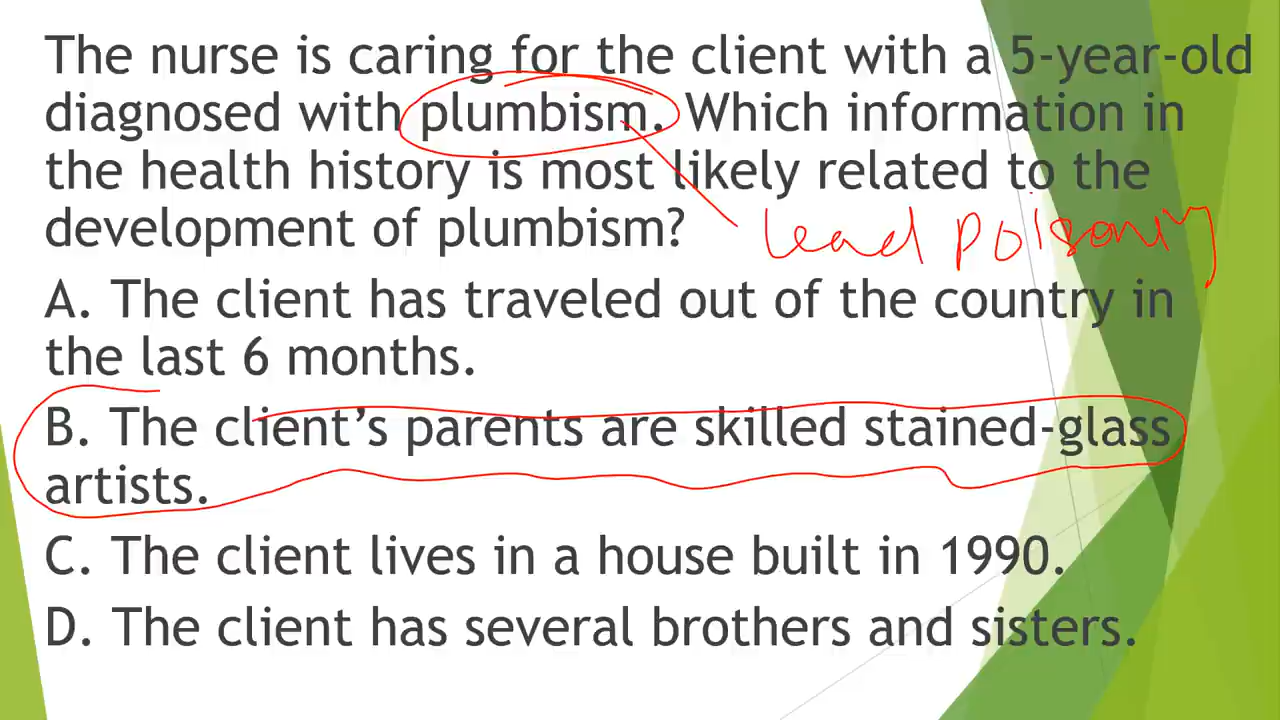 The nurse is caring for the client with a 5-year-old
diagnosed with plumbism. Which information in
the health history is most likely related to the
development of plumbism?
lead poisoning
A. The client has traveled out of the country in
the last 6 months.
B. The client’s parents are skilled stained-glass
artists.
C. The client lives in a house built in 1990.
D. The client has several brothers and sisters.